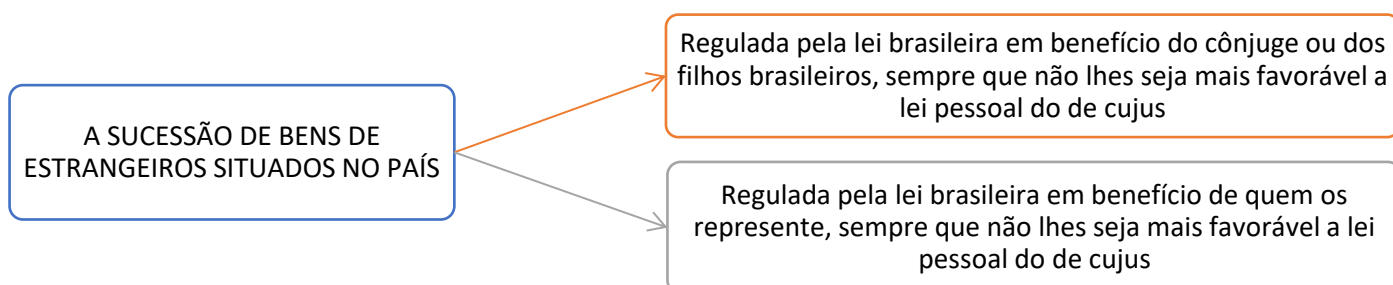 A SUCESSÃO DE BENS DE
ESTRANGEIROS SITUADOS NO PAÍS
Regulada pela lei brasileira em benefício do cônjuge ou dos
filhos brasileiros, sempre que não lhes seja mais favorável a
lei pessoal do de cujus
Regulada pela lei brasileira em benefício de quem os
represente, sempre que não lhes seja mais favorável a lei
pessoal do de cujus